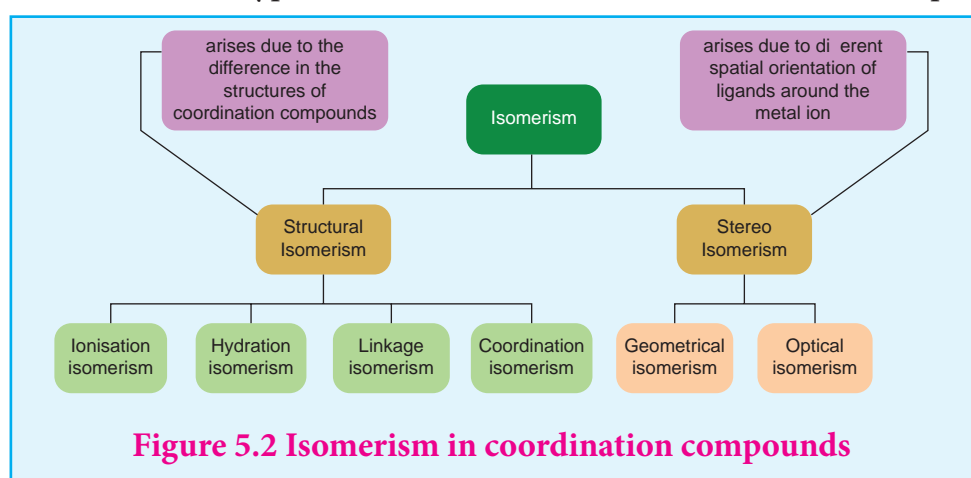 arises due to the
difference in the
structures of
coordination compounds
arises due to di erent
spatial orientation of
ligands around the
metal ion
Isomerism
Structural
Isomerism
Stereo
Isomerism
Ionisation
isomerism
Hydration
isomerism
Linkage
isomerism
Coordination
isomerism
Geometrical
isomerism
Optical
isomerism
Figure 5.2 Isomerism in coordination compounds